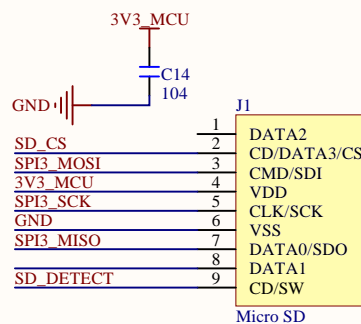 3V3_MCU
C14
104
GND
J1
1 DATA2
SD_CS 2 CD/DATA3/CS
SPI3_MOSI 3 CMD/SDI
3V3_MCU 4 VDD
SPI3_SCK 5 CLK/SCK
GND 6 VSS
SPI3_MISO 7 DATA0/SDO
8 DATA1
SD_DETECT 9 CD/SW
Micro SD